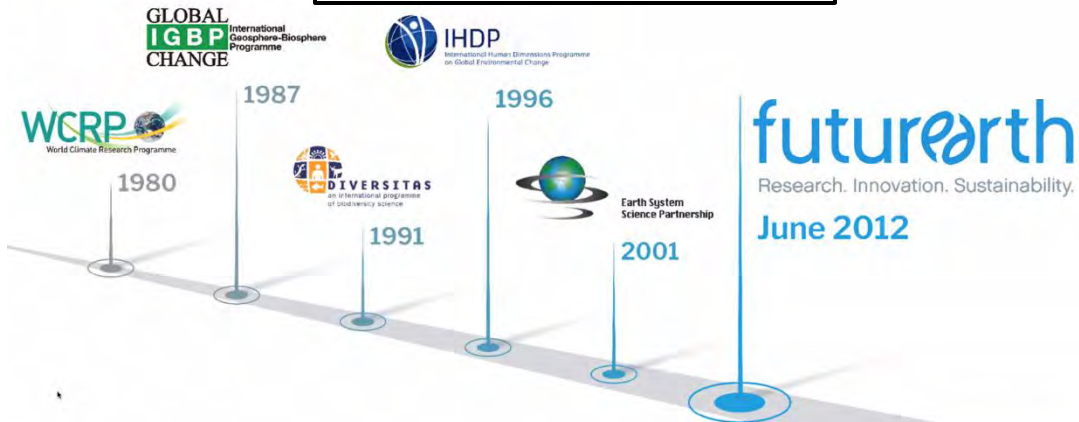 WCRP
World Climate Research Programme
1980
GLOBAL
IGBP
CHANGE
International
Geosphere-Biosphere
Programme
1987
DIVERSITAS
an international programme
of biodiversity science
1991
IHDP
International Human Dimensions Programme
on Global Environmental Change
1996
Earth System
Science Partnership
2001
futurearth
Research. Innovation. Sustainability.
June 2012